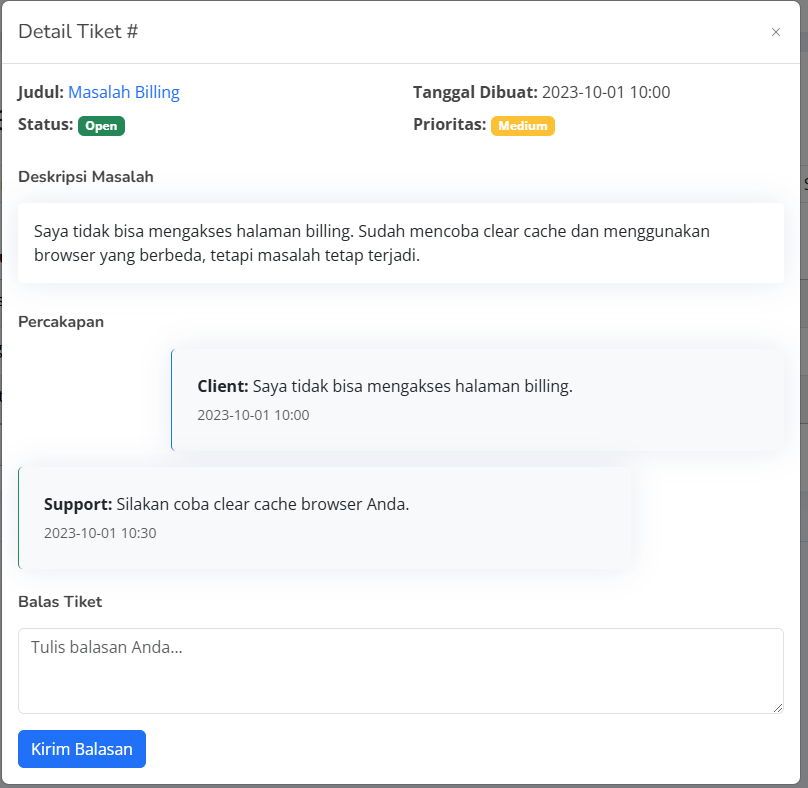 Detail Tiket #
×
Judul: Masalah Billing
Tanggal Dibuat: 2023-10-01 10:00
Status: Open
Prioritas: Medium
Deskripsi Masalah
Saya tidak bisa mengakses halaman billing. Sudah mencoba clear cache dan menggunakan
browser yang berbeda, tetapi masalah tetap terjadi.
Percakapan
Client: Saya tidak bisa mengakses halaman billing.
2023-10-01 10:00
Support: Silakan coba clear cache browser Anda.
2023-10-01 10:30
Balas Tiket
Tulis balasan Anda...
Kirim Balasan